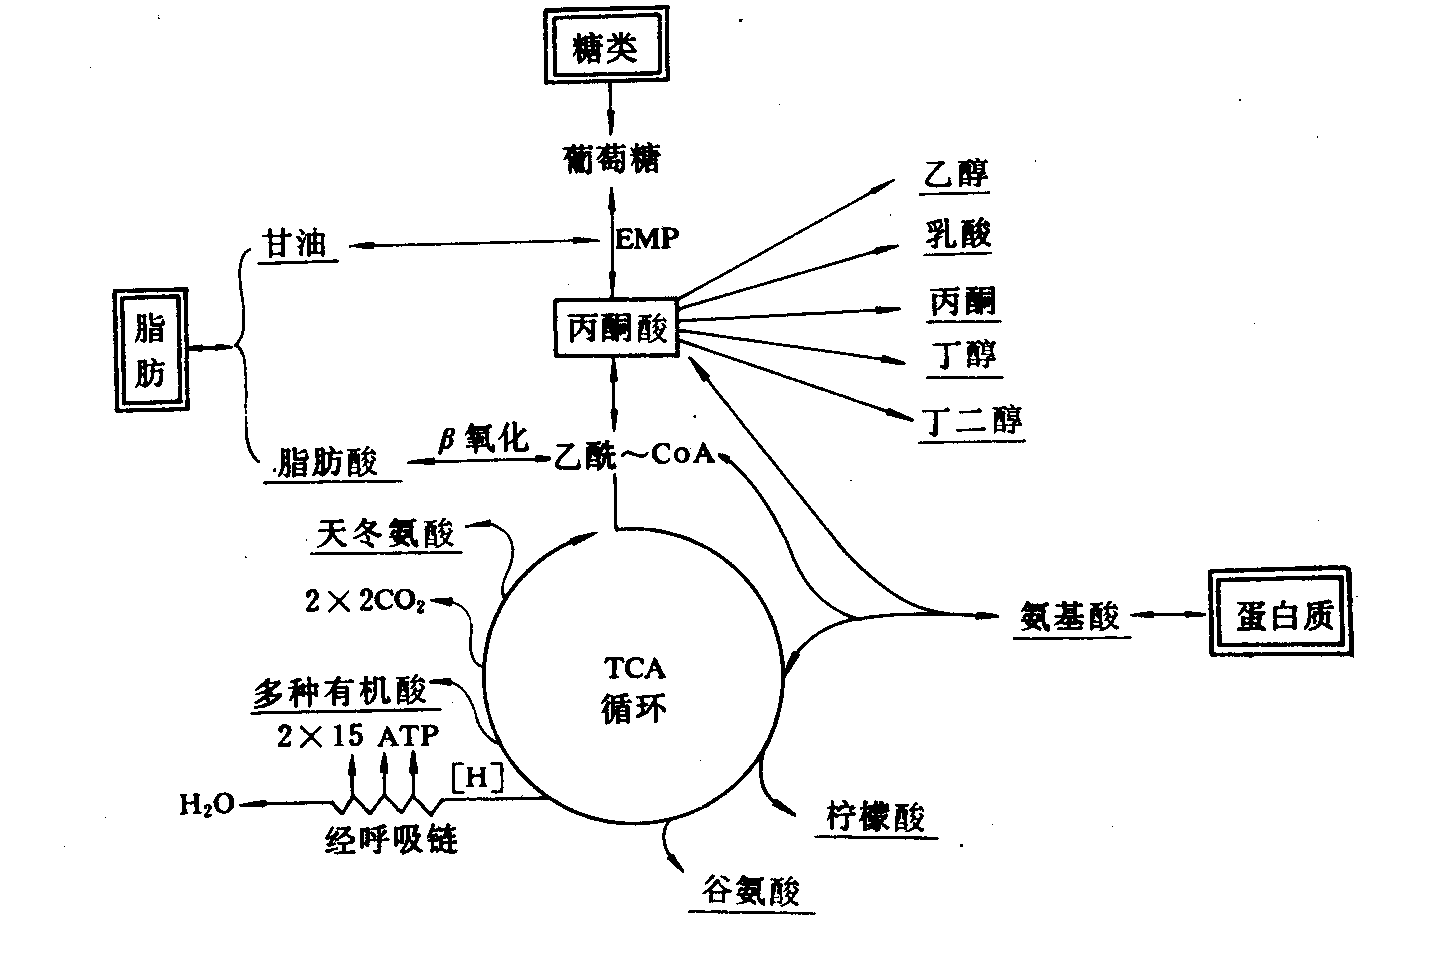 糖类
葡萄糖
乙醇
乳酸
甘油
EMP
丙酮
脂肪
丙酮酸
丁醇
丁二醇
β氧化
脂肪酸
乙酰～CoA
天冬氨酸
2×2CO₂
氨基酸
蛋白质
TCA
循环
多种有机酸
2×15 ATP
[H]
H₂O
经呼吸链
柠檬酸
谷氨酸